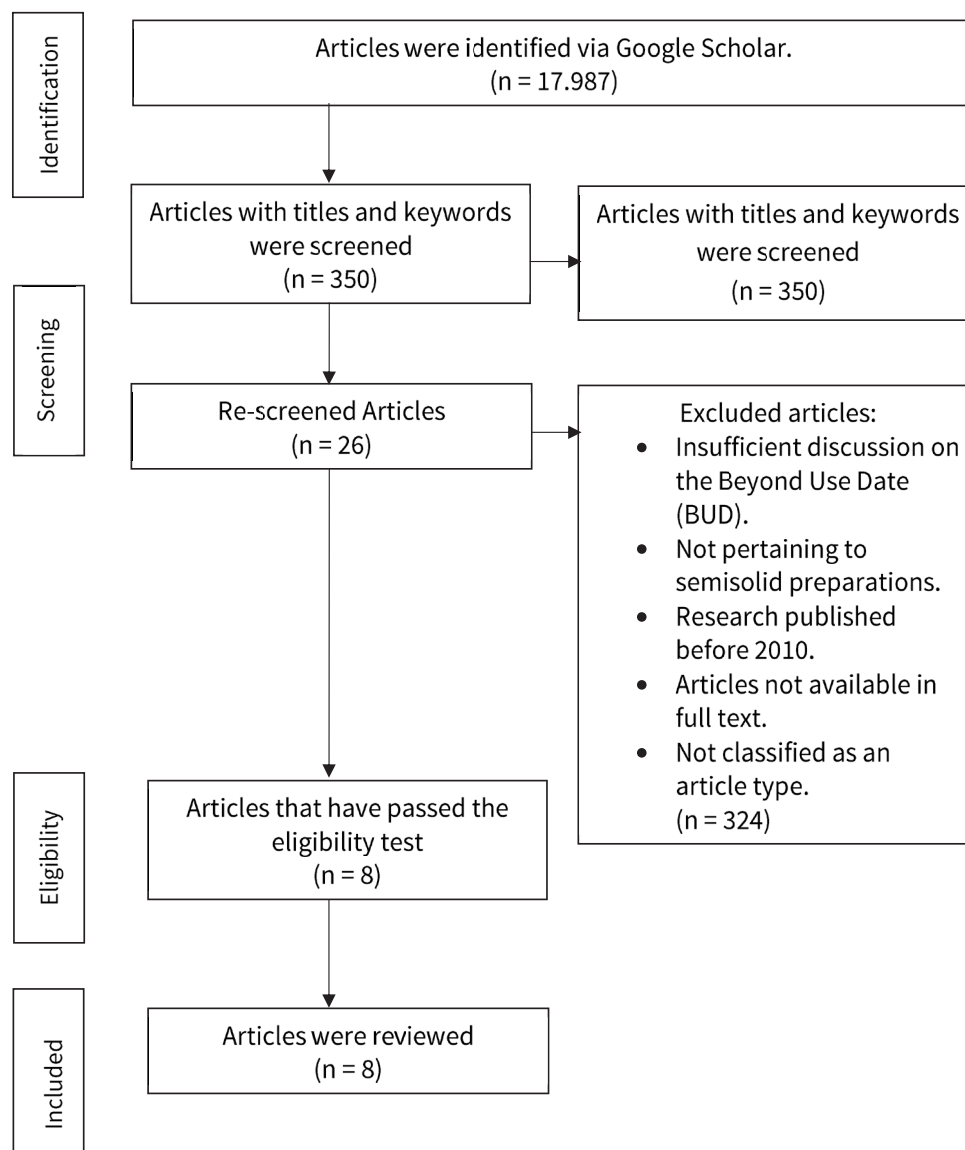 Identification
Articles were identified via Google Scholar.
(n = 17.987)
Screening
Articles with titles and keywords
were screened
(n = 350)
Articles with titles and keywords
were screened
(n = 350)
Re-screened Articles
(n = 26)
Excluded articles:
• Insufficient discussion on
the Beyond Use Date
(BUD).
• Not pertaining to
semisolid preparations.
• Research published
before 2010.
• Articles not available in
full text.
• Not classified as an
article type.
(n = 324)
Eligibility
Articles that have passed the
eligibility test
(n = 8)
Included
Articles were reviewed
(n = 8)